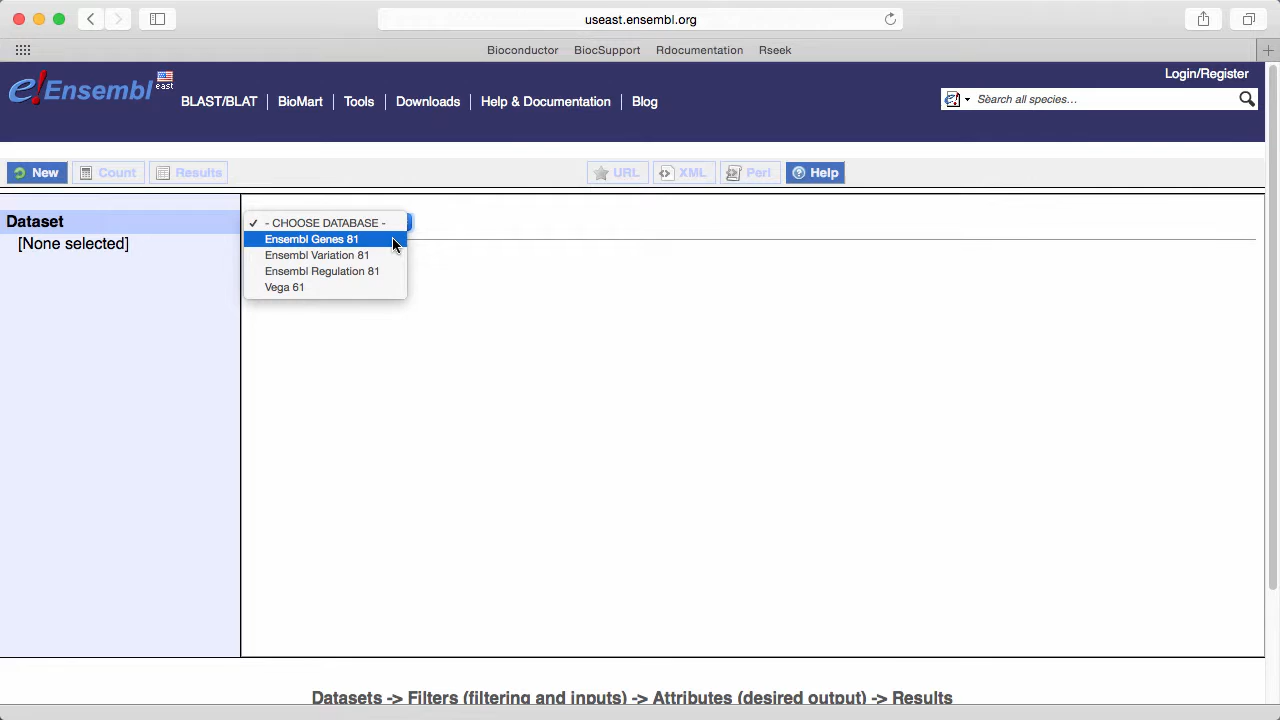 useast.ensembl.org
Bioconductor BiocSupport Rdocumentation Rseek
Login/Register
e!Ensembl east
BLAST/BLAT BioMart Tools Downloads Help & Documentation Blog
e! Search all species...
New Count Results URL XML Perl Help
Dataset
[None selected]
✓ - CHOOSE DATABASE -
Ensembl Genes 81
Ensembl Variation 81
Ensembl Regulation 81
Vega 61
Datasets -> Filters (filtering and inputs) -> Attributes (desired output) -> Results